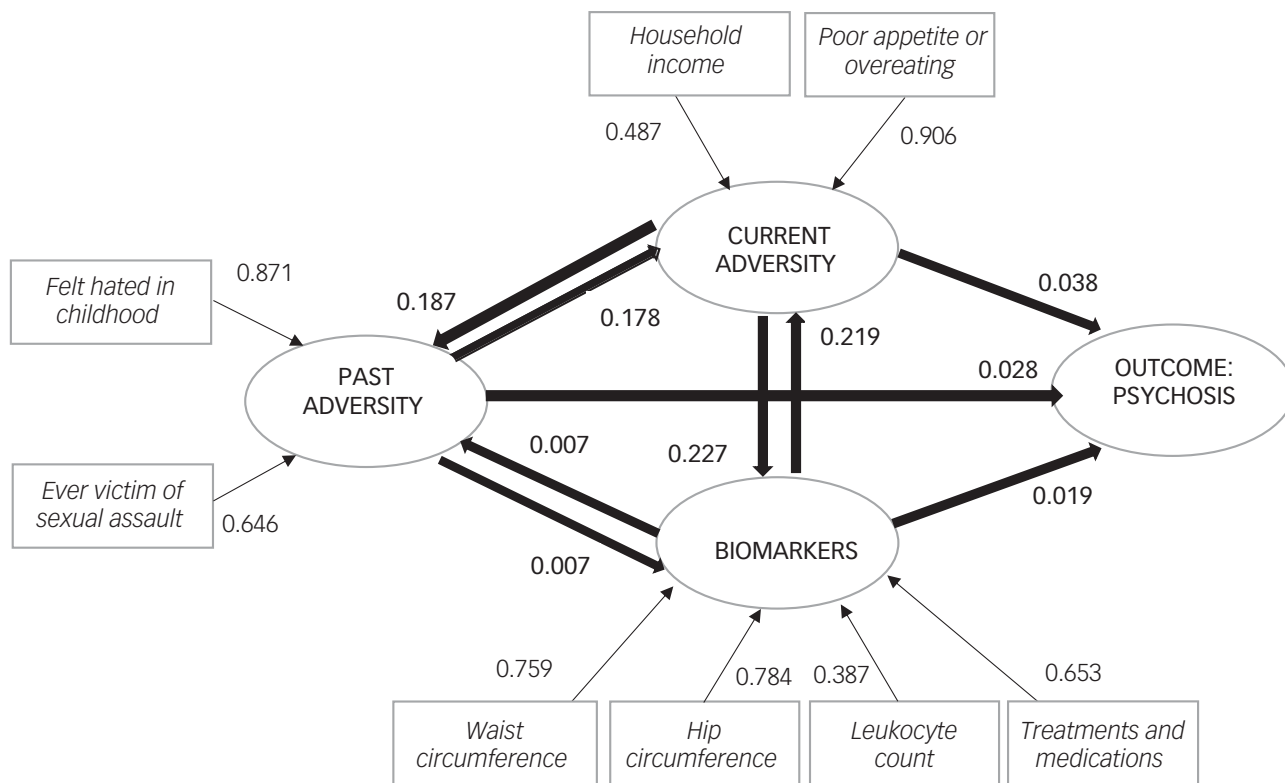 Household
income
Poor appetite or
overeating
0.487
0.906
CURRENT
ADVERSITY
Felt hated in
childhood
0.871
0.187
0.178
0.038
0.219
PAST
ADVERSITY
0.028
OUTCOME:
PSYCHOSIS
0.007
0.227
Ever victim of
sexual assault
0.646
0.007
0.019
BIOMARKERS
0.759
0.784
0.387
0.653
Waist
circumference
Hip
circumference
Leukocyte
count
Treatments and
medications